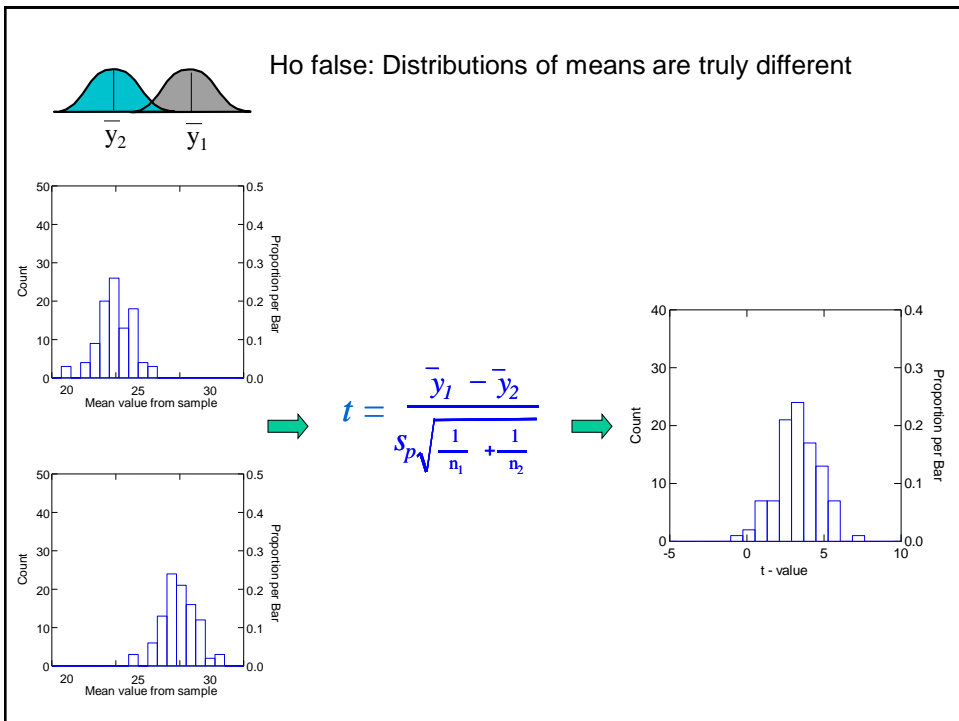 Ho false: Distributions of means are truly different
y̅₂ y̅₁
50 0.5
40 0.4
30 0.3
20 0.2
10 0.1
0 0.0
Count
Proportion per Bar
20 25 30
Mean value from sample
t = y̅₁ − y̅₂ / sₚ√(1/n₁ + 1/n₂)
50 0.5
40 0.4
30 0.3
20 0.2
10 0.1
0 0.0
Count
Proportion per Bar
20 25 30
Mean value from sample
40 0.4
30 0.3
20 0.2
10 0.1
0 0.0
Count
Proportion per Bar
-5 0 5 10
t - value